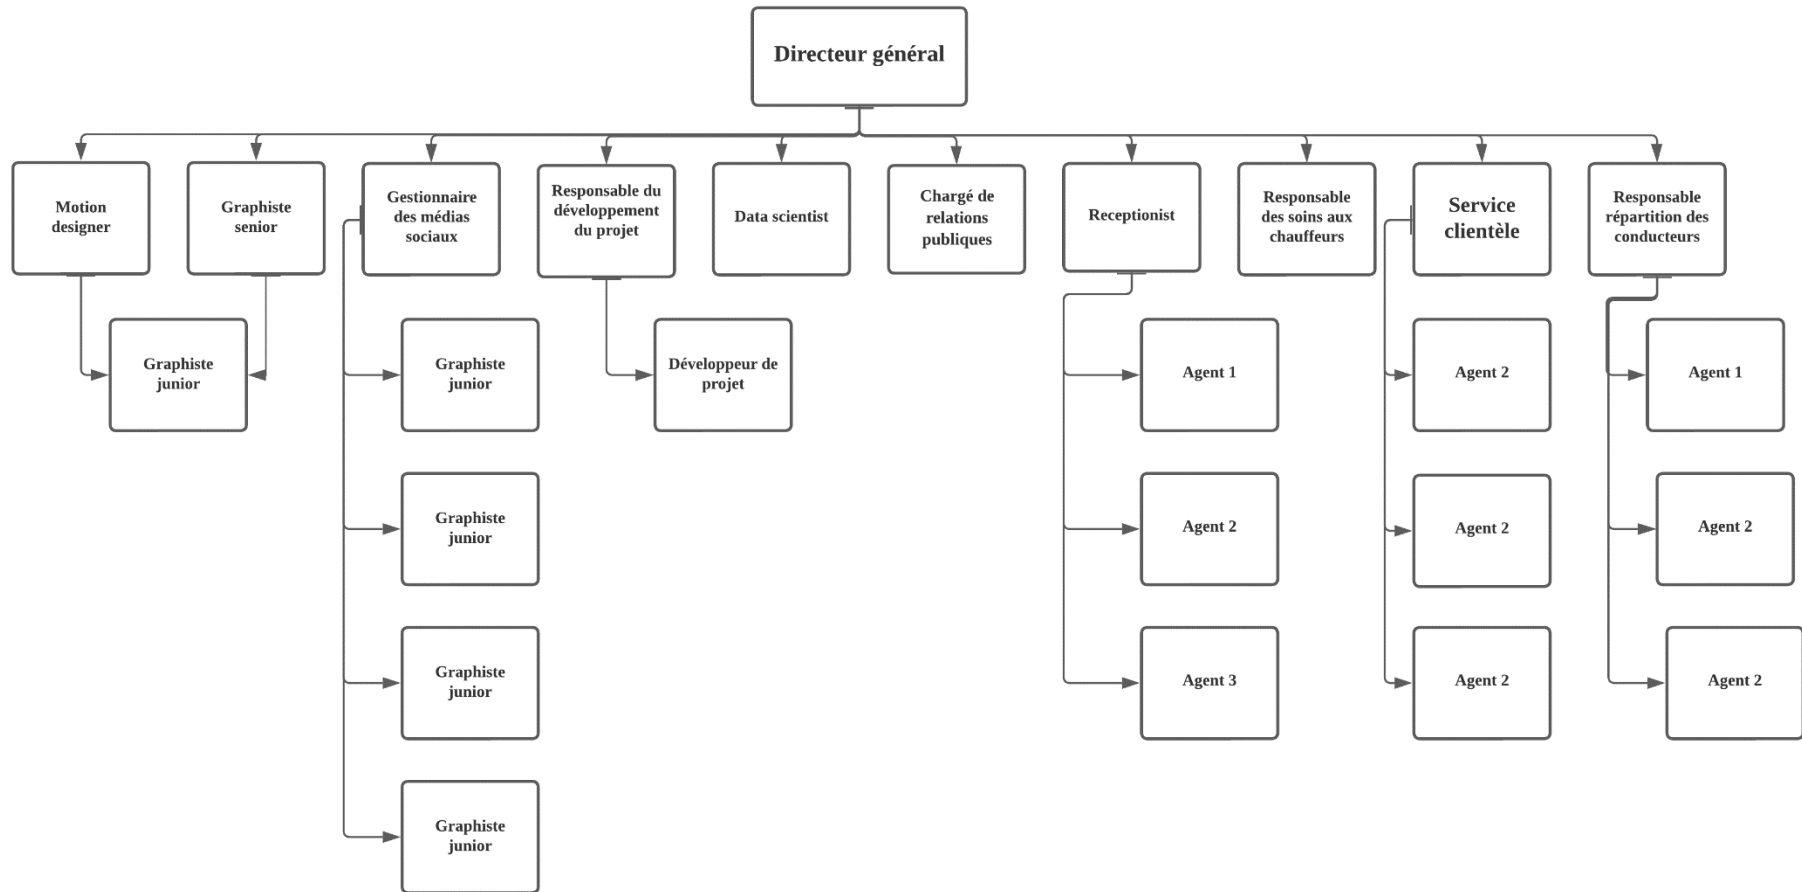 Directeur général
Motion
designer
Graphiste
senior
Gestionnaire
des médias
sociaux
Responsable du
développement
du projet
Data scientist
Chargé de
relations
publiques
Receptionist
Responsable
des soins aux
chauffeurs
Service
clientèle
Responsable
répartition des
conducteurs
Graphiste
junior
Graphiste
junior
Développeur de
projet
Agent 1
Agent 2
Agent 1
Graphiste
junior
Agent 2
Agent 2
Agent 2
Graphiste
junior
Agent 3
Agent 2
Agent 2
Graphiste
junior